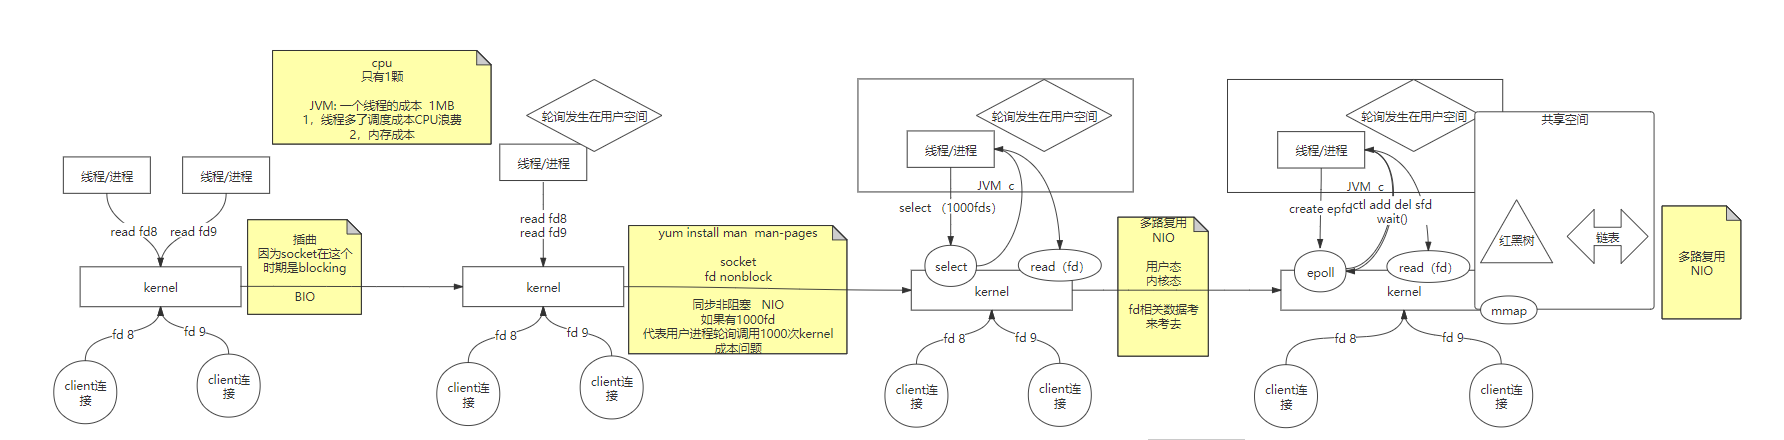 cpu
只有1颗
JVM: 一个线程的成本 1MB
1，线程多了调度成本CPU浪费
2，内存成本
线程/进程
线程/进程
read fd8
read fd9
kernel
fd 8
fd 9
client连
接
client连
接
插曲
因为socket在这个
时期是blocking
BIO
轮询发生在用户空间
线程/进程
read fd8
read fd9
kernel
fd 8
fd 9
client连
接
client连
接
yum install man man-pages
socket
fd nonblock
同步非阻塞 NIO
如果有1000fd
代表用户进程轮询调用1000次kernel
成本问题
轮询发生在用户空间
线程/进程
JVM c
select （1000fds）
select
read（fd）
kernel
fd 8
fd 9
client连
接
client连
接
多路复用
NIO
用户态
内核态
fd相关数据考
来考去
轮询发生在用户空间
线程/进程
JVM c
create epfd
ctl add del sfd
wait()
epoll
read（fd）
kernel
fd 8
fd 9
client连
接
client连
接
共享空间
红黑树
链表
mmap
多路复用
NIO